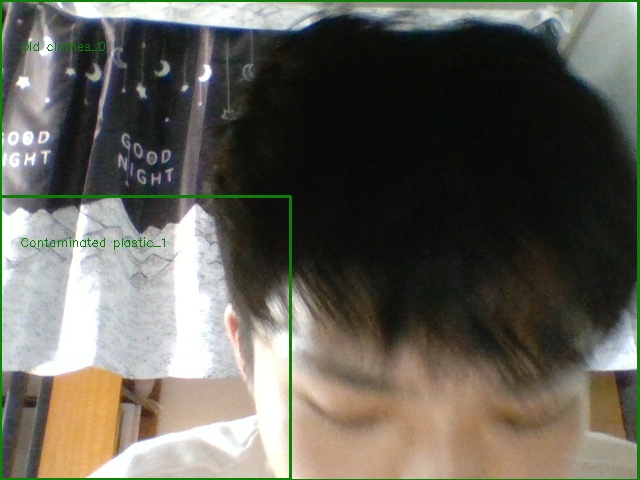 old clothes_0
GOOD
NIGHT
GOOD
NIGHT
Contaminated plastic_1